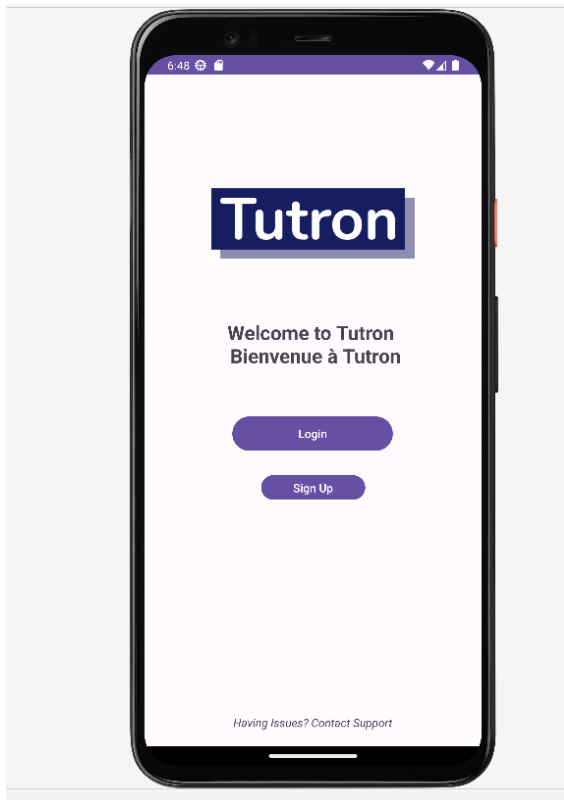 6:48
Tutron
Welcome to Tutron
Bienvenue à Tutron
Login
Sign Up
Having Issues? Contact Support